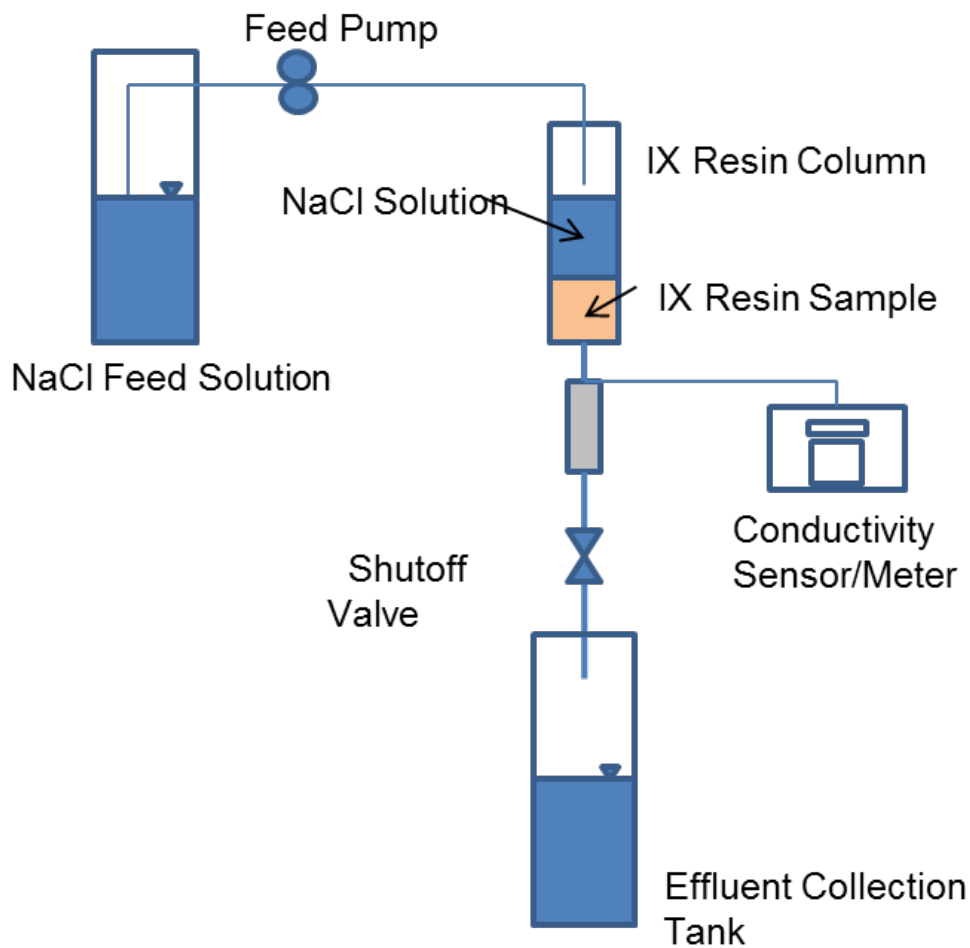 Feed Pump
IX Resin Column
NaCl Solution
IX Resin Sample
NaCl Feed Solution
Conductivity
Sensor/Meter
Shutoff
Valve
Effluent Collection
Tank